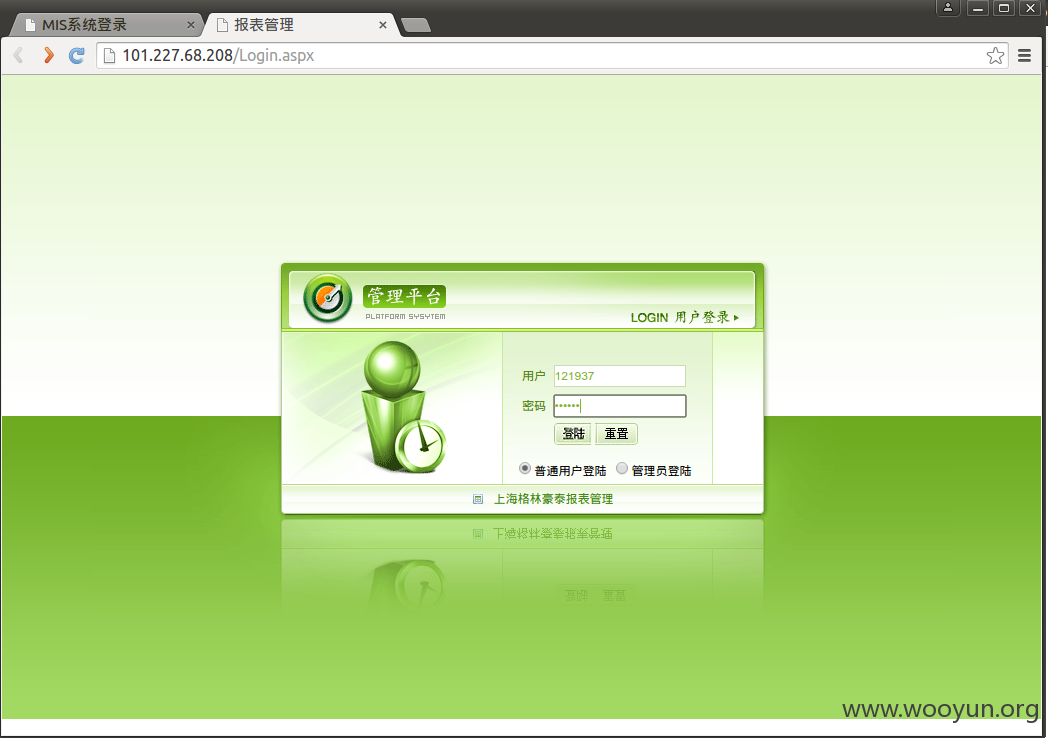 MIS系统登录
报表管理
101.227.68.208/Login.aspx
管理平台
PLATFORM SYSYTEM
LOGIN 用户登录
用户 121937
密码 ••••••
登陆 重置
普通用户登陆 管理员登陆
上海格林豪泰报表管理
www.wooyun.org